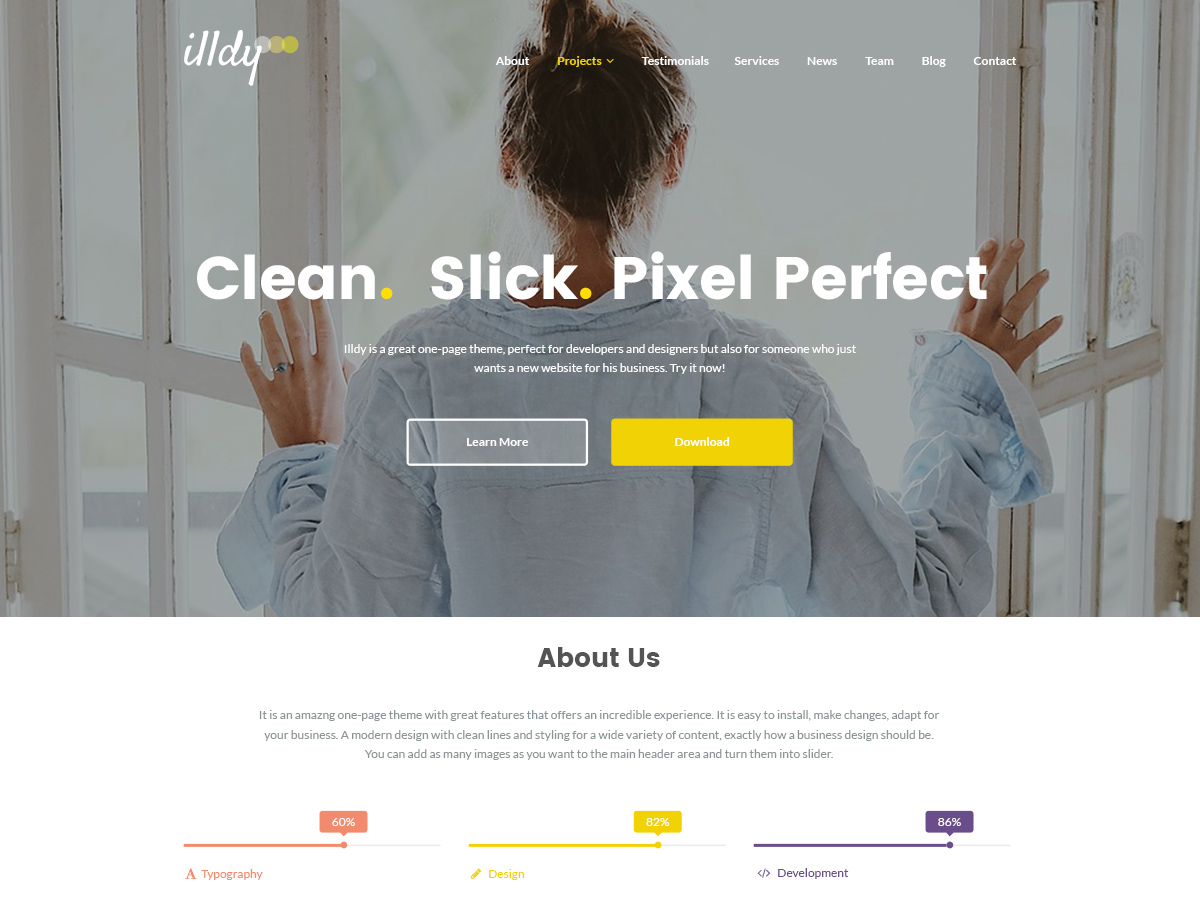 illdy
About Projects Testimonials Services News Team Blog Contact
Clean. Slick. Pixel Perfect
Illdy is a great one-page theme, perfect for developers and designers but also for someone who just
wants a new website for his business. Try it now!
Learn More Download
About Us
It is an amazng one-page theme with great features that offers an incredible experience. It is easy to install, make changes, adapt for
your business. A modern design with clean lines and styling for a wide variety of content, exactly how a business design should be.
You can add as many images as you want to the main header area and turn them into slider.
60% 82% 86%
Typography Design Development